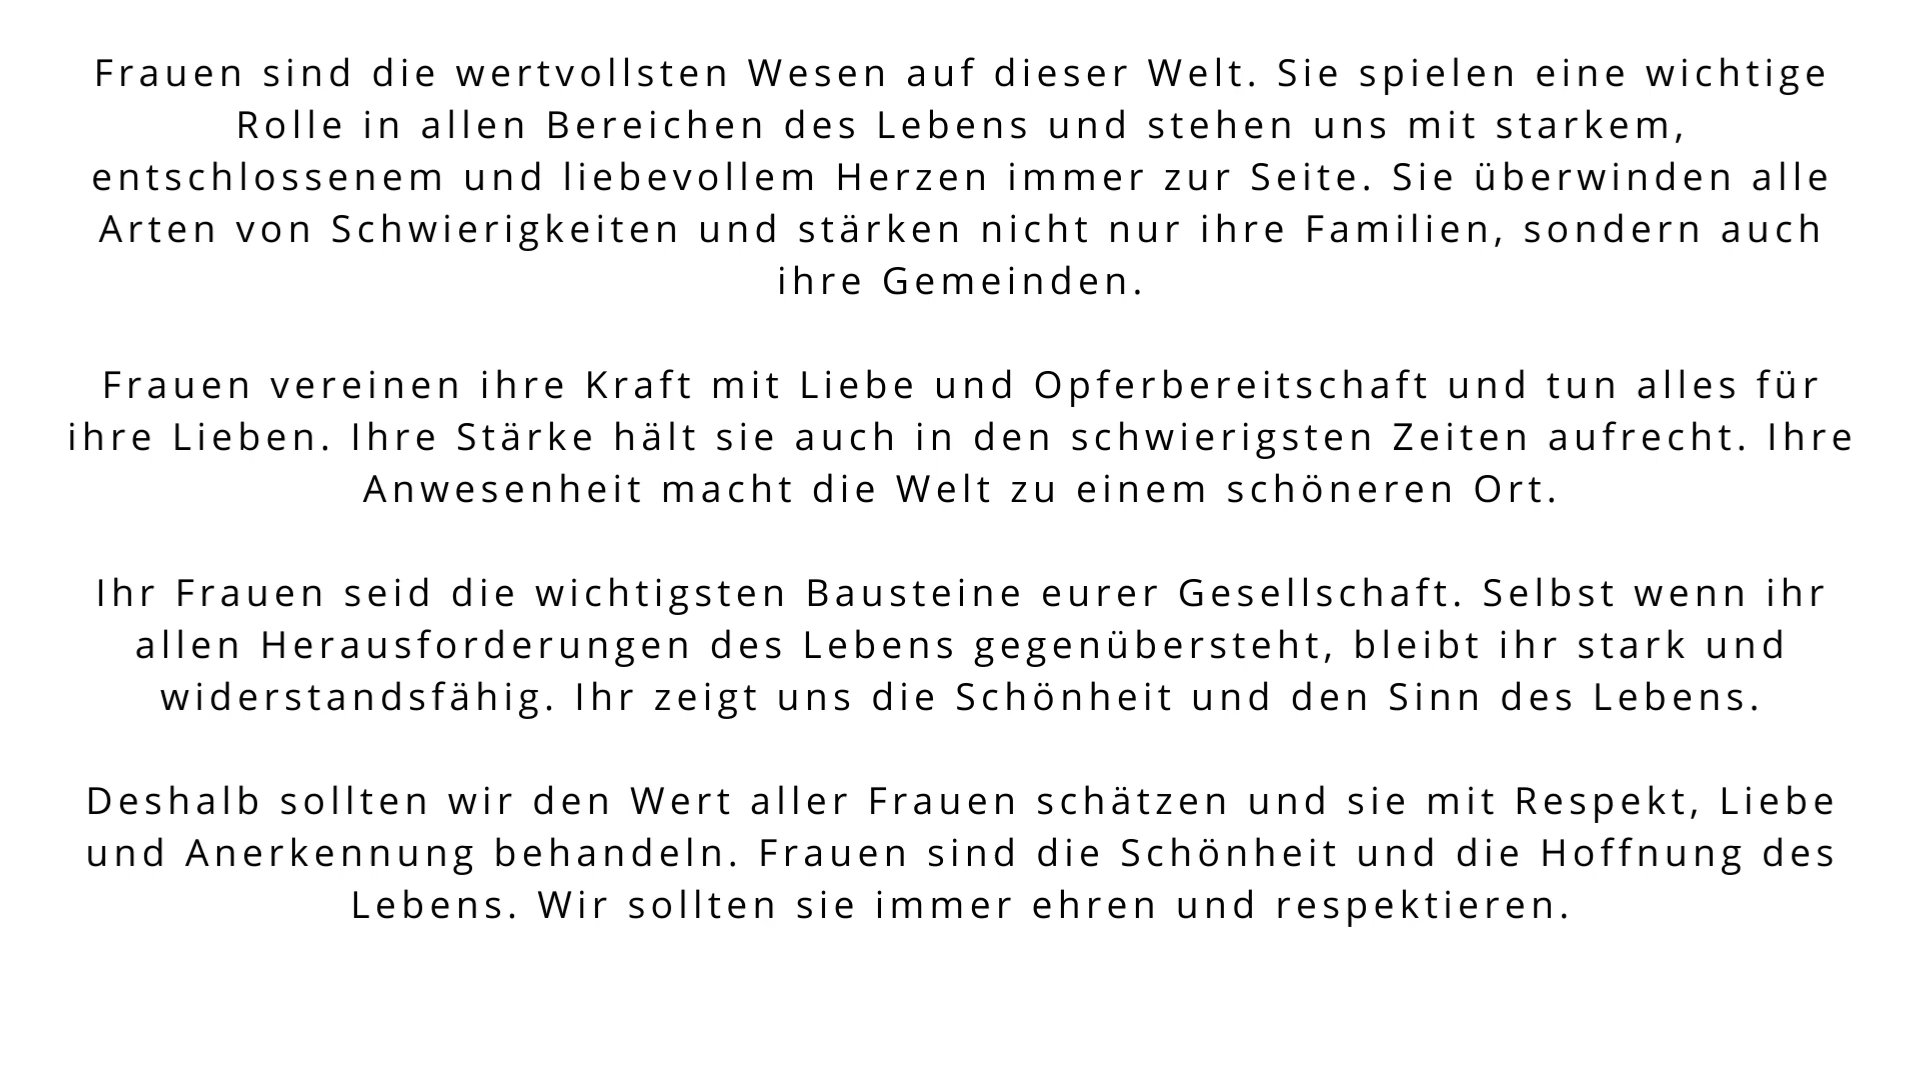 Frauen sind die wertvollsten Wesen auf dieser Welt. Sie spielen eine wichtige
Rolle in allen Bereichen des Lebens und stehen uns mit starkem,
entschlossenem und liebevollem Herzen immer zur Seite. Sie überwinden alle
Arten von Schwierigkeiten und stärken nicht nur ihre Familien, sondern auch
ihre Gemeinden.
Frauen vereinen ihre Kraft mit Liebe und Opferbereitschaft und tun alles für
ihre Lieben. Ihre Stärke hält sie auch in den schwierigsten Zeiten aufrecht. Ihre
Anwesenheit macht die Welt zu einem schöneren Ort.
Ihr Frauen seid die wichtigsten Bausteine eurer Gesellschaft. Selbst wenn ihr
allen Herausforderungen des Lebens gegenübersteht, bleibt ihr stark und
widerstandsfähig. Ihr zeigt uns die Schönheit und den Sinn des Lebens.
Deshalb sollten wir den Wert aller Frauen schätzen und sie mit Respekt, Liebe
und Anerkennung behandeln. Frauen sind die Schönheit und die Hoffnung des
Lebens. Wir sollten sie immer ehren und respektieren.